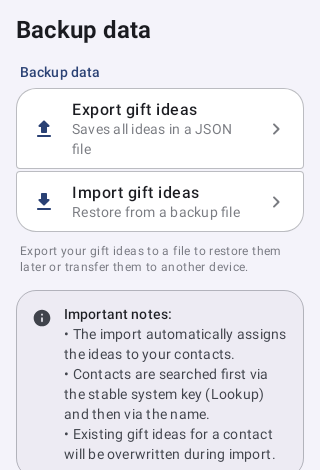 Backup data
Backup data
Export gift ideas
Saves all ideas in a JSON
file
Import gift ideas
Restore from a backup file
Export your gift ideas to a file to restore them
later or transfer them to another device.
Important notes:
• The import automatically assigns
the ideas to your contacts.
• Contacts are searched first via
the stable system key (Lookup)
and then via the name.
• Existing gift ideas for a contact
will be overwritten during import.